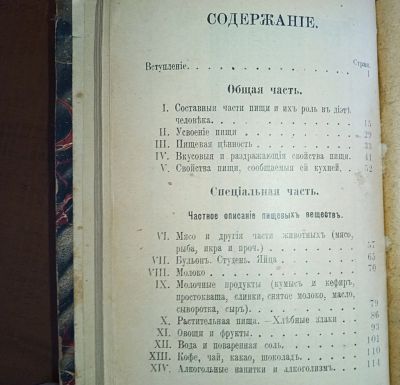 СОДЕРЖАНІЕ.
Стран.
Вступленіе. . . . . . . . . . 1
Общая часть.
I. Составныя части пищи и ихъ роль въ діэтѣ
человѣка. . . . . . . . . . 15
II. Усвоеніе пищи . . . . . . . . . . 29
III. Пищевая цѣнность . . . . . . . . . . 33
IV. Вкусовыя и раздражающія свойства пищи. 41
V. Свойства пищи, сообщаемыя ей кухней. . 52
Спеціальная часть.
Частное описаніе пищевыхъ веществъ.
VI. Мясо и другія части животныхъ (мясо,
рыба, икра и проч.) . . . . . . . . . . 57
VII. Бульонъ. Студень. Яйца . . . . . . . 65
VIII. Молоко . . . . . . . . . . 70
IX. Молочные продукты (кумысъ и кефиръ,
простокваша, сливки, снятое молоко, масло,
сыворотка, сыръ). . . . . . . . . . 79
X. Растительная пища.—Хлѣбные злаки . . 86
XI. Овощи и фрукты. . . . . . . . . . 93
XII. Вода и поваренная соль. . . . . . . 101
XIII. Кофе, чай, какао, шоколадъ. . . . . . 110
XIV. Алкогольные напитки и алкоголизмъ. . . 114